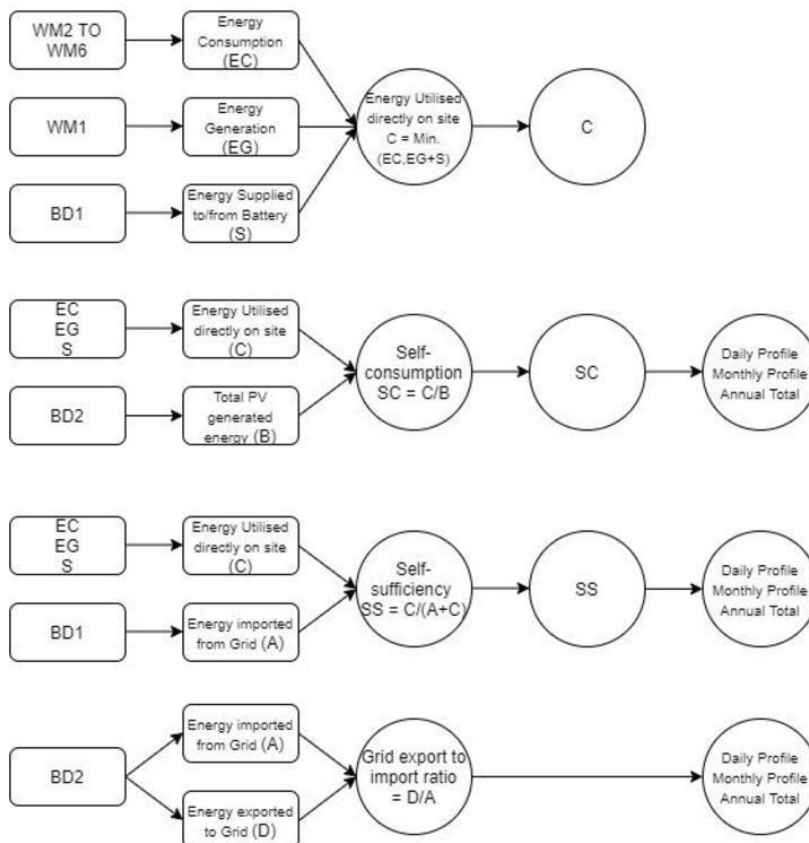 WM2 TO
WM6
Energy
Consumption
(EC)
WM1
Energy
Generation
(EG)
BD1
Energy Supplied
to/from Battery
(S)
Energy Utilised
directly on site
C = Min.
(EC,EG+S)
C
EC
EG
S
Energy Utilised
directly on site
(C)
BD2
Total PV
generated
energy (B)
Self-
consumption
SC = C/B
SC
Daily Profile
Monthly Profile
Annual Total
EC
EG
S
Energy Utilised
directly on site
(C)
BD1
Energy imported
from Grid (A)
Self-
sufficiency
SS = C/(A+C)
SS
Daily Profile
Monthly Profile
Annual Total
BD2
Energy imported
from Grid (A)
Energy exported
to Grid (D)
Grid export to
import ratio
= D/A
Daily Profile
Monthly Profile
Annual Total